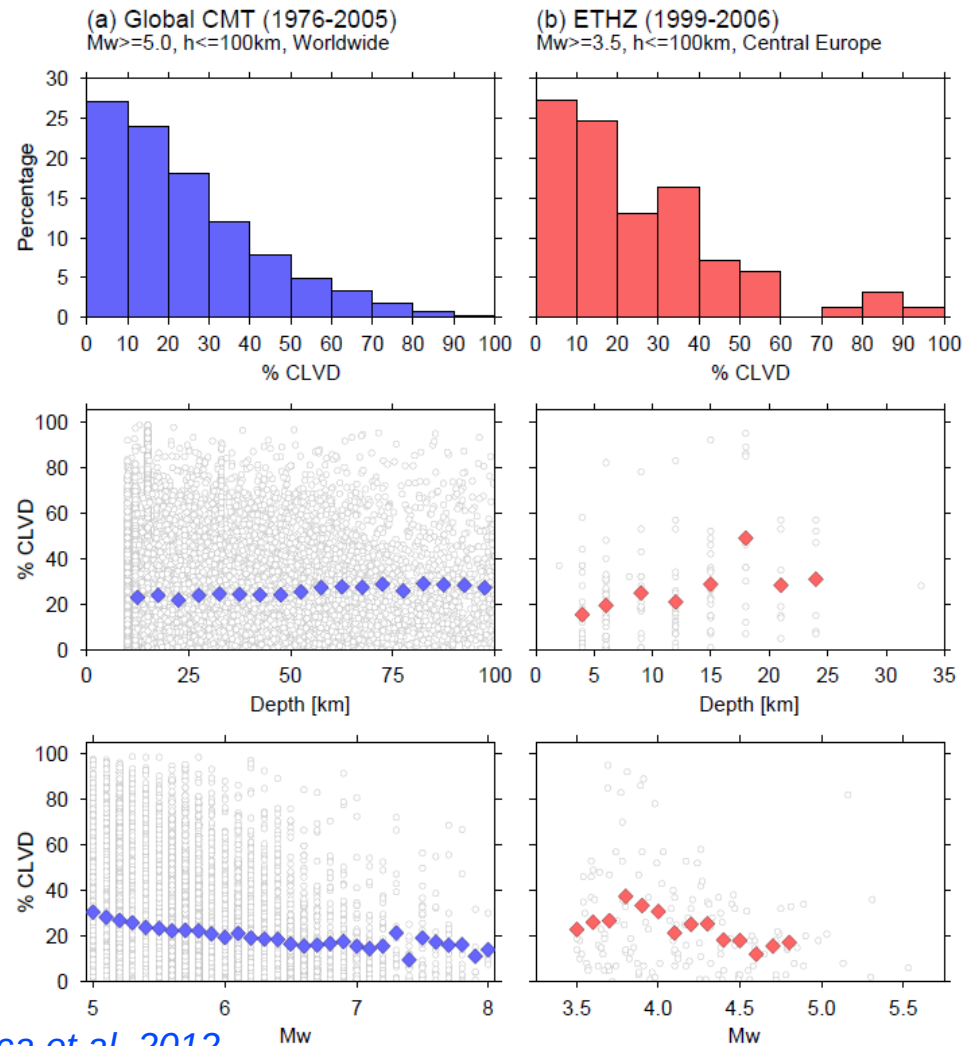 (a) Global CMT (1976-2005)
Mw>=5.0, h<=100km, Worldwide
(b) ETHZ (1999-2006)
Mw>=3.5, h<=100km, Central Europe
30
25
20
15
10
5
0
Percentage
0 10 20 30 40 50 60 70 80 90 100
% CLVD
0 10 20 30 40 50 60 70 80 90 100
% CLVD
100
80
60
40
20
0
% CLVD
0 25 50 75 100
Depth [km]
0 5 10 15 20 25 30 35
Depth [km]
100
80
60
40
20
0
% CLVD
5 6 7 8
Mw
3.5 4.0 4.5 5.0 5.5
Mw
et al. 2012